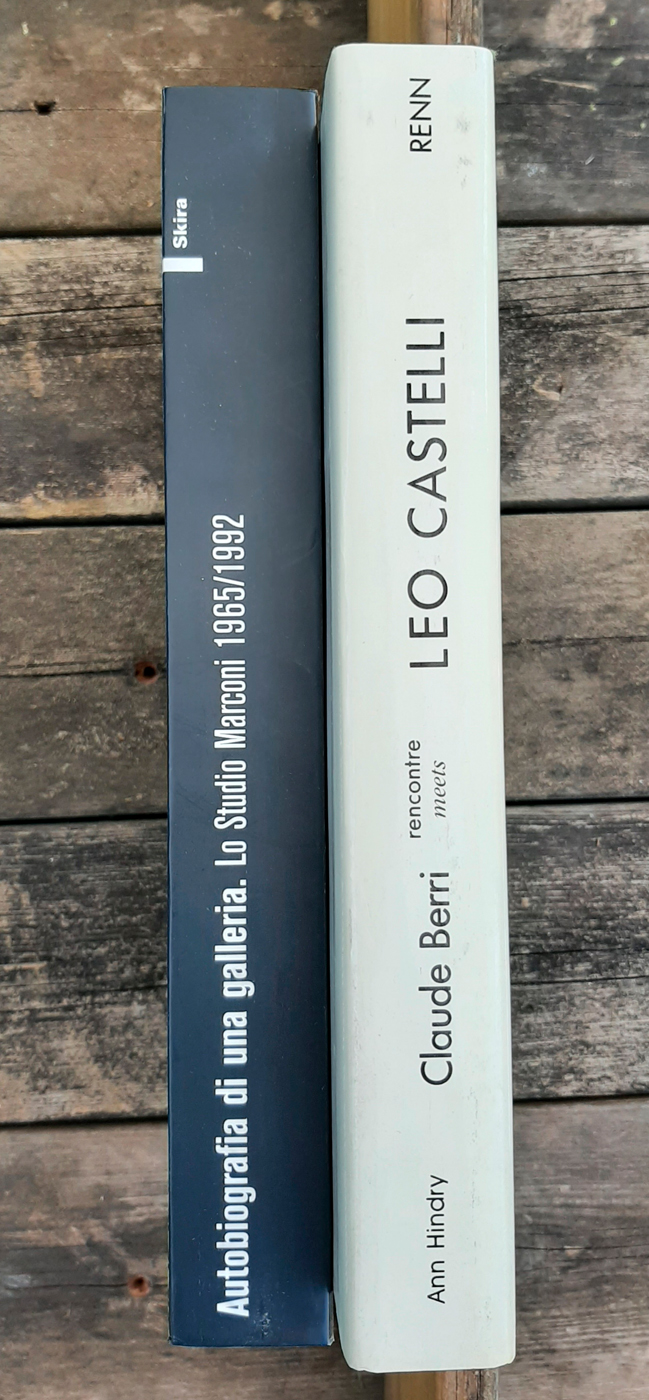 Autobiografia di una galleria. Lo Studio Marconi 1965/1992
Skira
Ann Hindry
Claude Berri
rencontre
meets
LEO CASTELLI
RENN